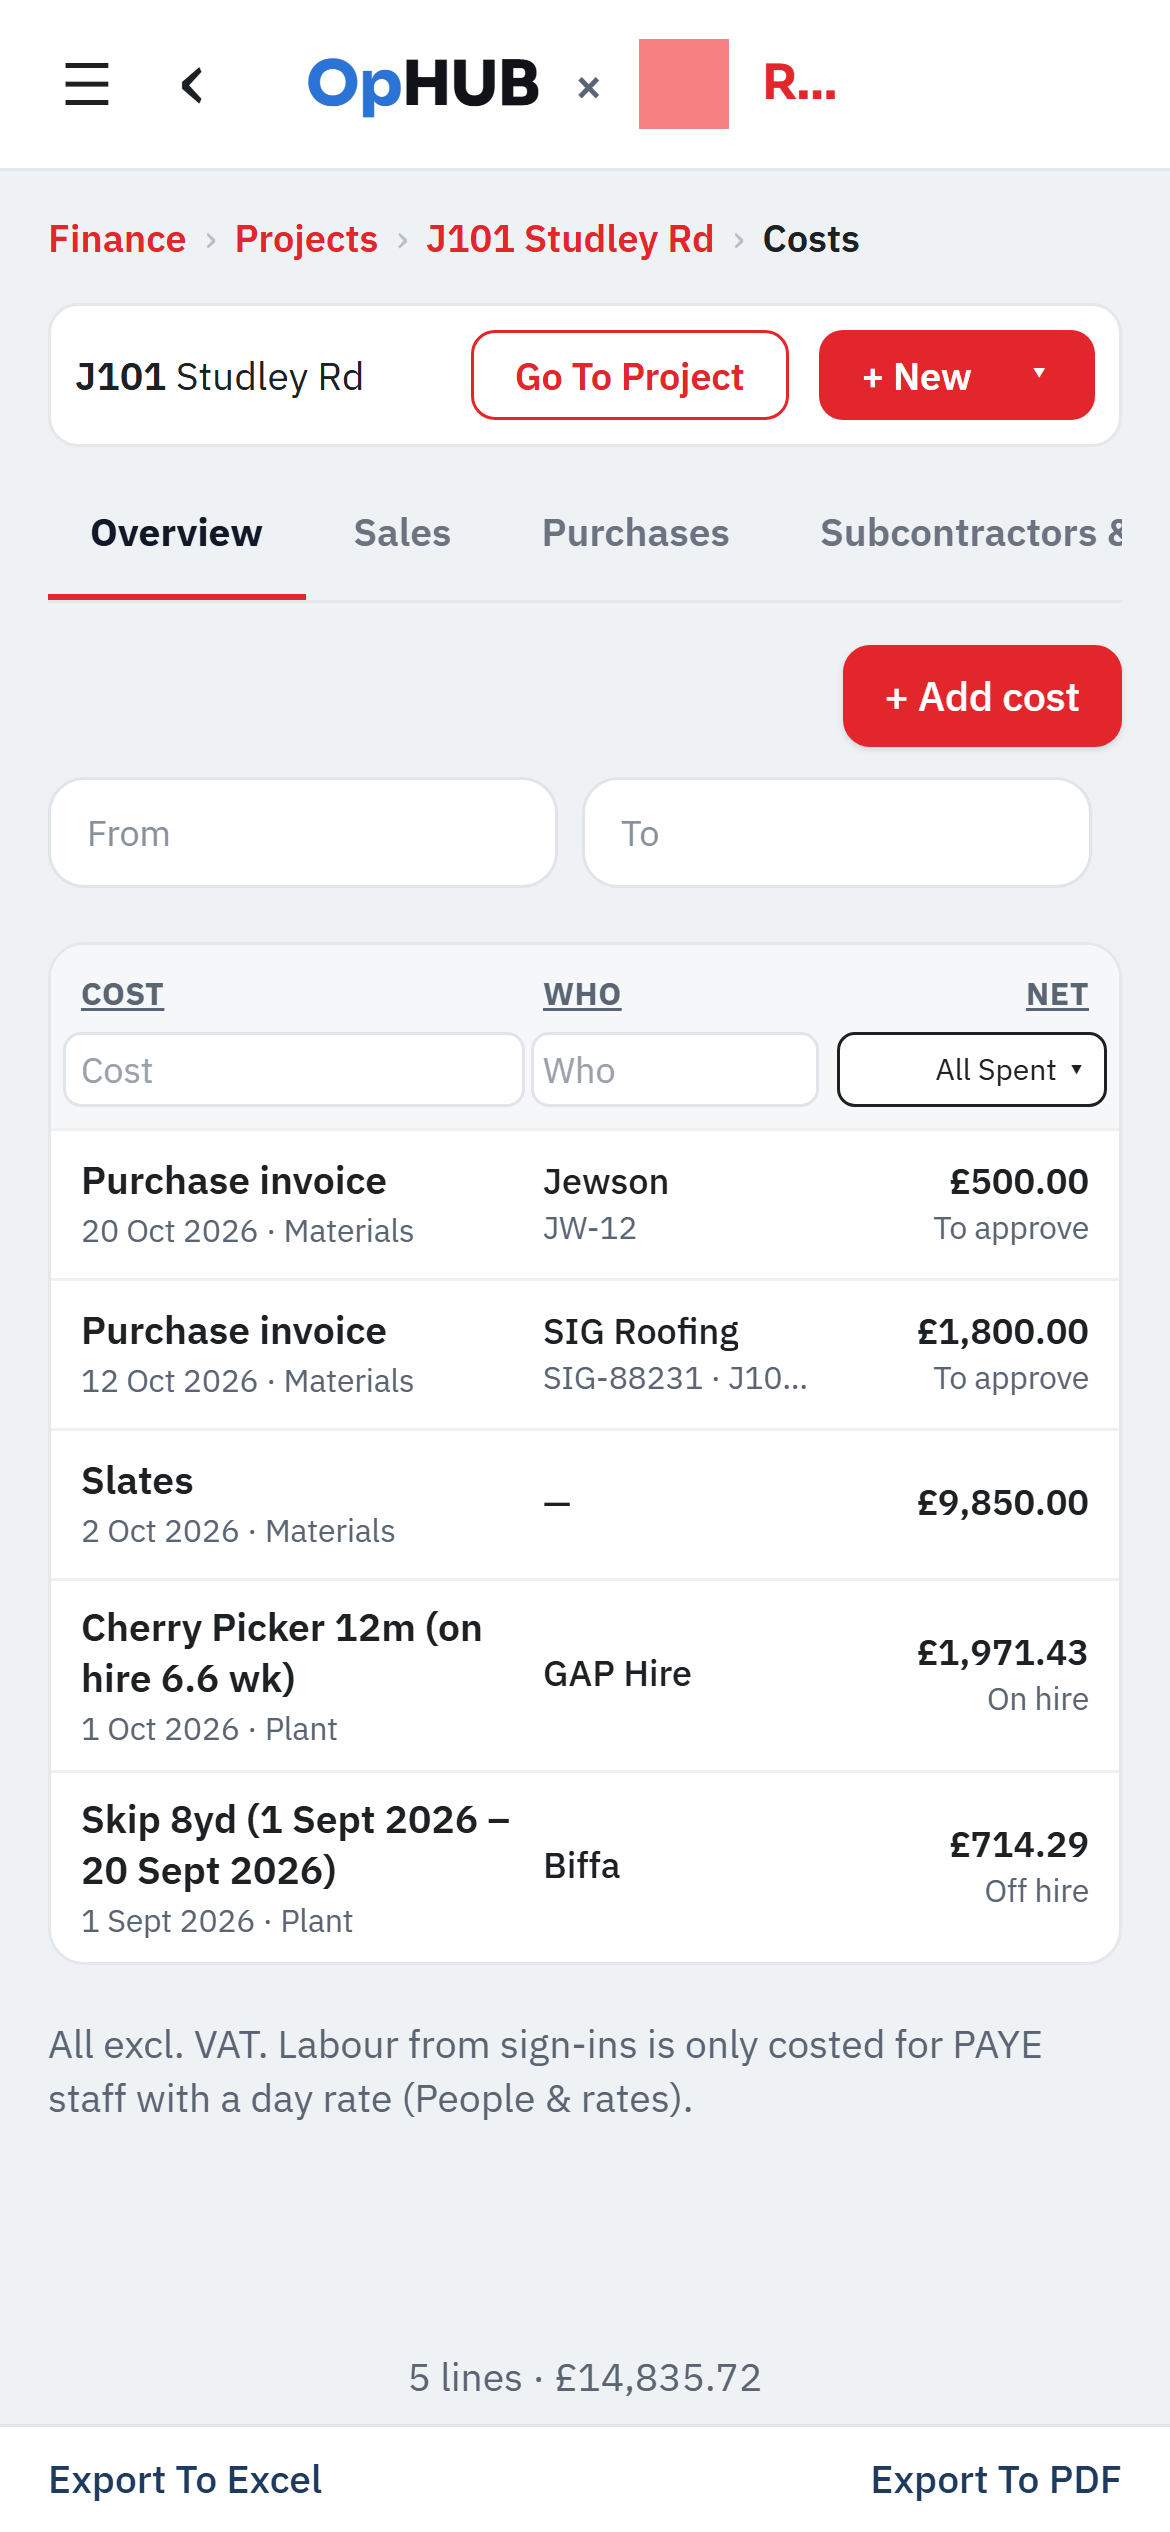 ☰ ‹ OpHUB × R...
Finance › Projects › J101 Studley Rd › Costs
J101 Studley Rd Go To Project + New ▼
Overview Sales Purchases Subcontractors &
+ Add cost
From To
COST WHO NET
Cost Who All Spent ▼
Purchase invoice Jewson £500.00
20 Oct 2026 · Materials JW-12 To approve
Purchase invoice SIG Roofing £1,800.00
12 Oct 2026 · Materials SIG-88231 · J10... To approve
Slates — £9,850.00
2 Oct 2026 · Materials
Cherry Picker 12m (on
hire 6.6 wk) GAP Hire £1,971.43
1 Oct 2026 · Plant On hire
Skip 8yd (1 Sept 2026 –
20 Sept 2026) Biffa £714.29
1 Sept 2026 · Plant Off hire
All excl. VAT. Labour from sign-ins is only costed for PAYE
staff with a day rate (People & rates).
5 lines · £14,835.72
Export To Excel Export To PDF